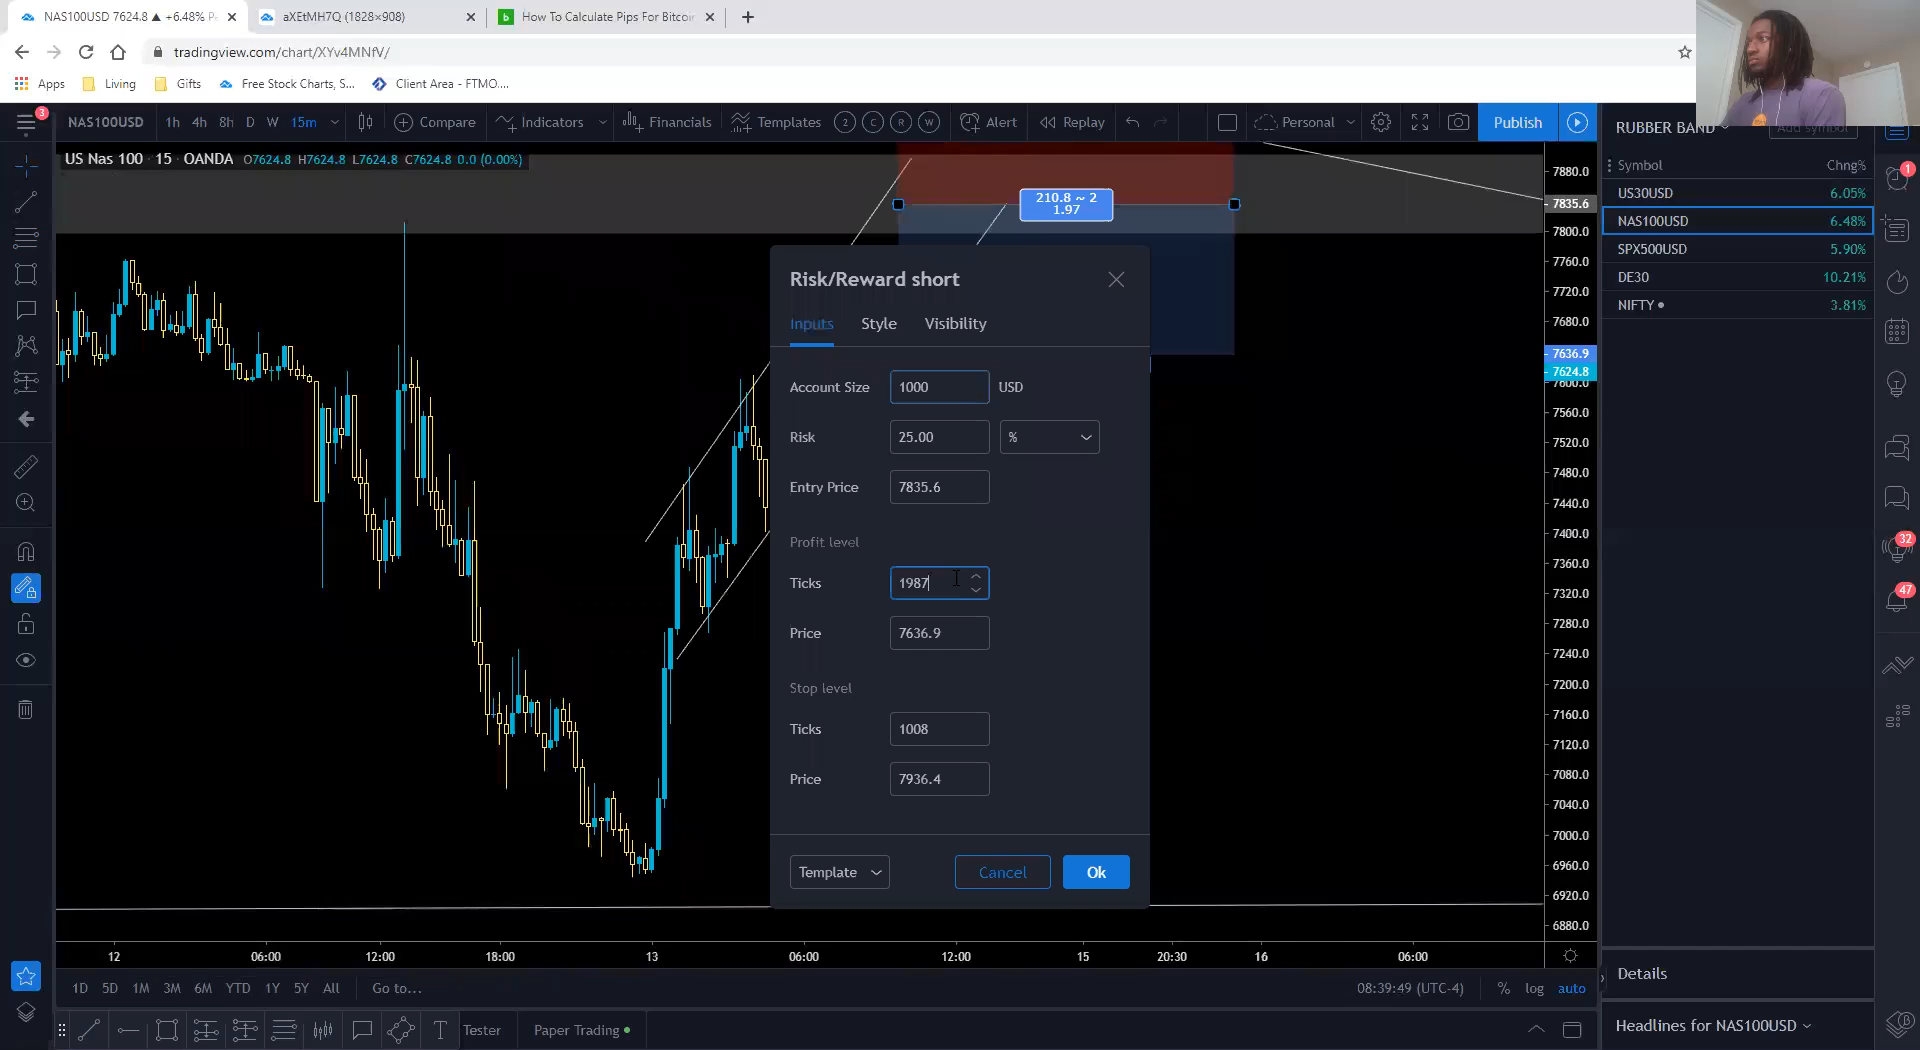 NAS100USD 7624.8 ▲ +6.48% Pe
aXEtMH7Q (1828×908)
How To Calculate Pips For Bitcoin
tradingview.com/chart/XYv4MNfV/
Apps
Living
Gifts
Free Stock Charts, S...
Client Area - FTMO....
3
NAS100USD
1h
4h
8h
D
W
15m
Compare
Indicators
Financials
Templates
2
C
R
W
Alert
Replay
Personal
Publish
RUBBER BAND
Add symbol
US Nas 100 · 15 · OANDA O7624.8 H7624.8 L7624.8 C7624.8 0.0 (0.00%)
Symbol Chng%
US30USD 6.05%
NAS100USD 6.48%
SPX500USD 5.90%
DE30 10.21%
NIFTY 3.81%
1
32
47
210.8 ~ 2
1.97
7880.0
7835.6
7800.0
7760.0
7720.0
7680.0
7636.9
7624.8
7600.0
7560.0
7520.0
7480.0
7440.0
7400.0
7360.0
7320.0
7280.0
7240.0
7200.0
7160.0
7120.0
7080.0
7040.0
7000.0
6960.0
6920.0
6880.0
Risk/Reward short
Inputs Style Visibility
Account Size 1000 USD
Risk 25.00 %
Entry Price 7835.6
Profit level
Ticks 1987
Price 7636.9
Stop level
Ticks 1008
Price 7936.4
Template
Cancel
Ok
12 06:00 12:00 18:00 13 06:00 12:00 15 20:30 16 06:00
1D 5D 1M 3M 6M YTD 1Y 5Y All Go to...
08:39:49 (UTC-4) % log auto
T
Tester
Paper Trading
Details
Headlines for NAS100USD